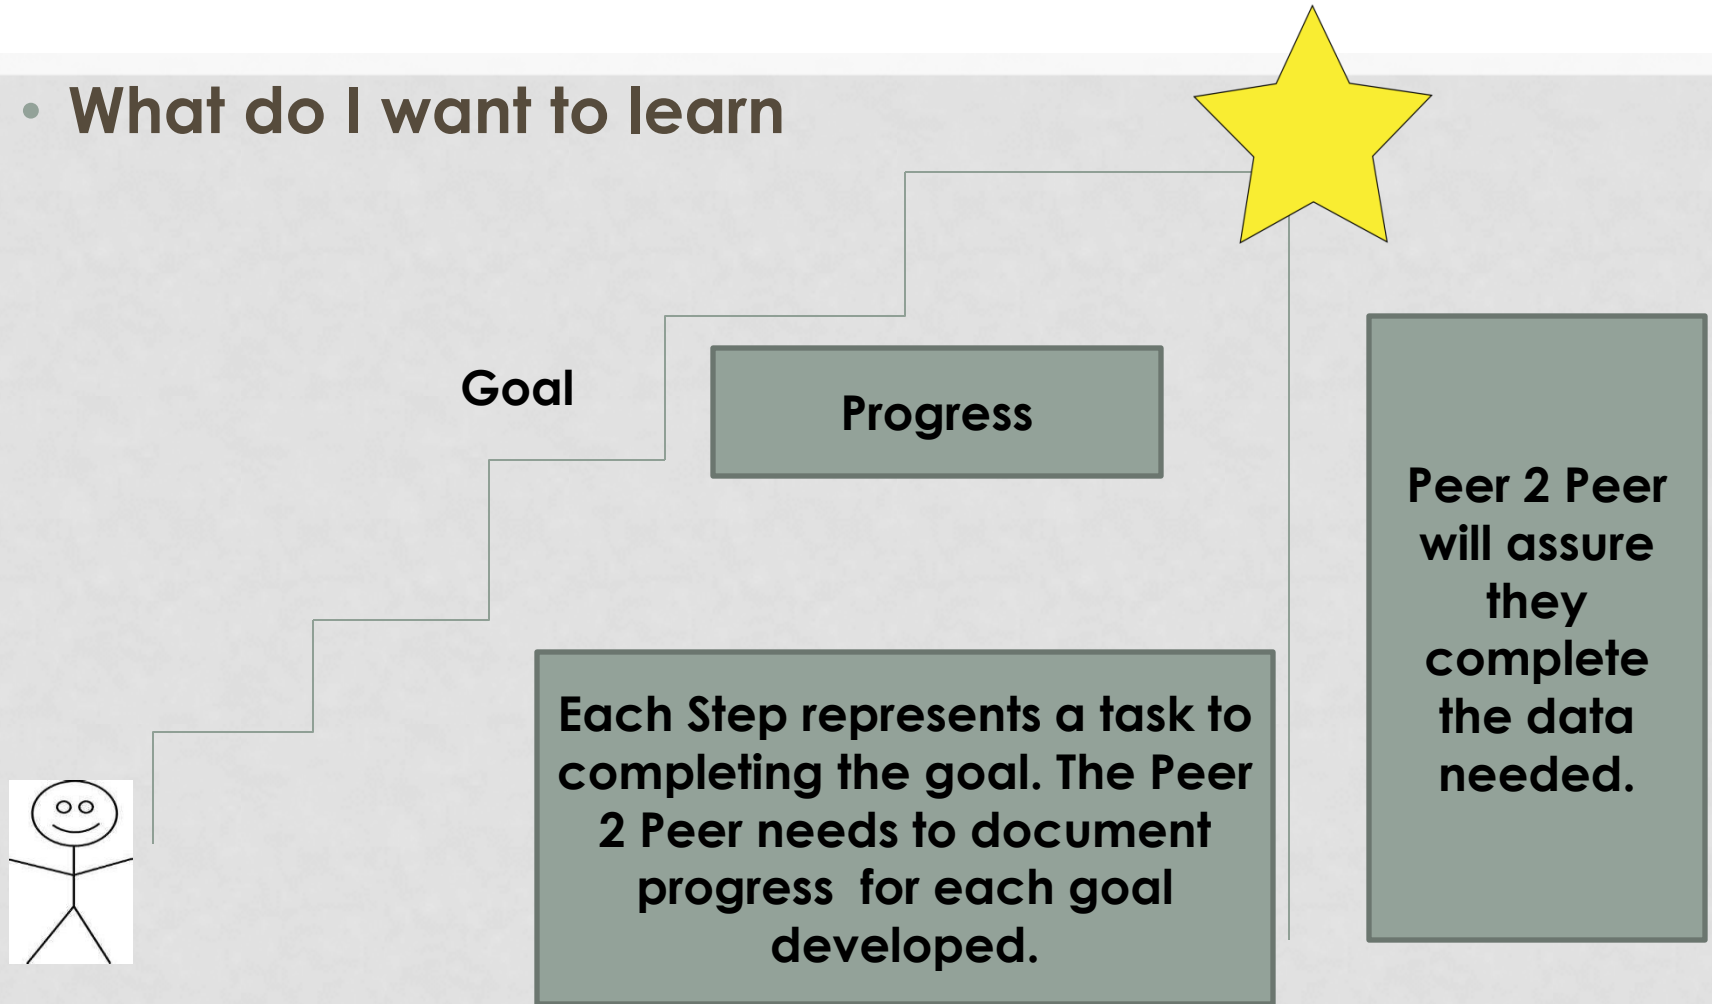 • What do I want to learn
Goal
Progress
Each Step represents a task to
completing the goal. The Peer
2 Peer needs to document
progress  for each goal
developed.
Peer 2 Peer
will assure
they
complete
the data
needed.